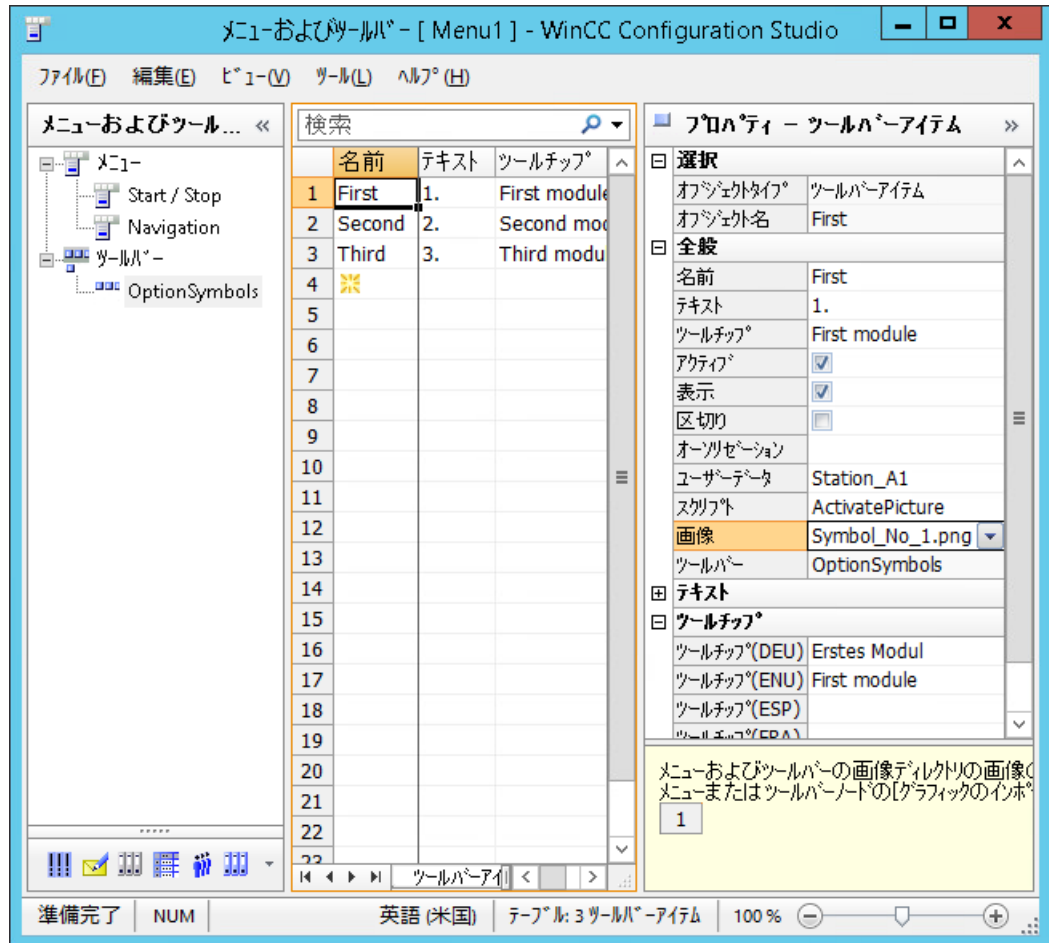 メニューおよびツールバー [ Menu1 ] - WinCC Configuration Studio
ファイル(F) 編集(E) ビュー(V) ツール(L) ヘルプ(H)
メニューおよびツール... «
メニュー
Start / Stop
Navigation
ツールバー
OptionSymbols
検索
名前 テキスト ツールチップ
1 First 1. First module
2 Second 2. Second mod
3 Third 3. Third modu
4
5
6
7
8
9
10
11
12
13
14
15
16
17
18
19
20
21
22
23
ツールバーアイ
プロパティ - ツールバーアイテム »
選択
オブジェクトタイプ ツールバーアイテム
オブジェクト名 First
全般
名前 First
テキスト 1.
ツールチップ First module
アクティブ
表示
区切り
オーソリゼーション
ユーザーデータ Station_A1
スクリプト ActivatePicture
画像 Symbol_No_1.png
ツールバー OptionSymbols
テキスト
ツールチップ
ツールチップ(DEU) Erstes Modul
ツールチップ(ENU) First module
ツールチップ(ESP)
ツールチップ(FRA)
メニューおよびツールバーの画像ディレクトリの画像の
メニューまたはツールバーノードの[グラフィックのインポー
1
準備完了 NUM 英語 (米国) テーブル: 3 ツールバーアイテム 100 %